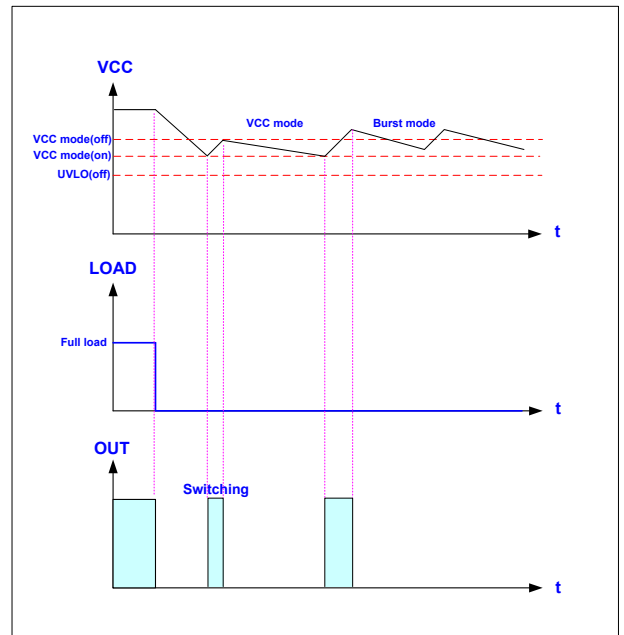 VCC
VCC mode
Burst mode
VCC mode(off)
VCC mode(on)
UVLO(off)
t
LOAD
Full load
t
OUT
Switching
t